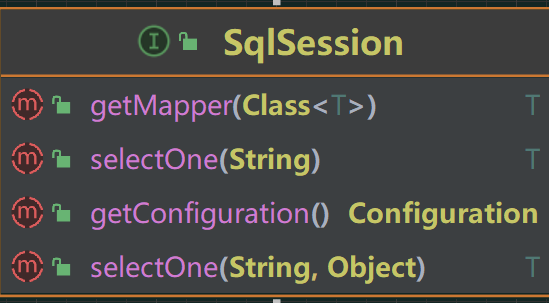 I SqlSession
m getMapper(Class<T>) T
m selectOne(String) T
m getConfiguration() Configuration
m selectOne(String, Object) T